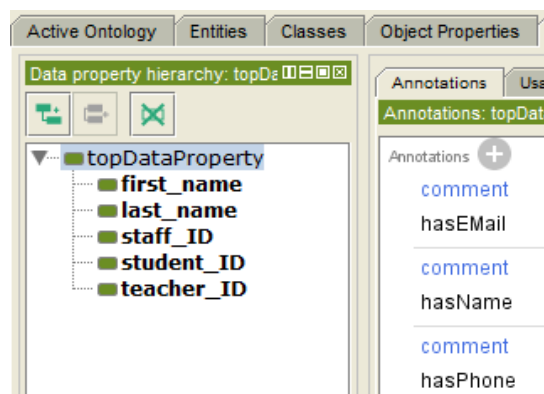 Active Ontology Entities Classes Object Properties
Data property hierarchy: topDa
topDataProperty
first_name
last_name
staff_ID
student_ID
teacher_ID
Annotations Usa
Annotations: topDat
Annotations
comment
hasEMail
comment
hasName
comment
hasPhone